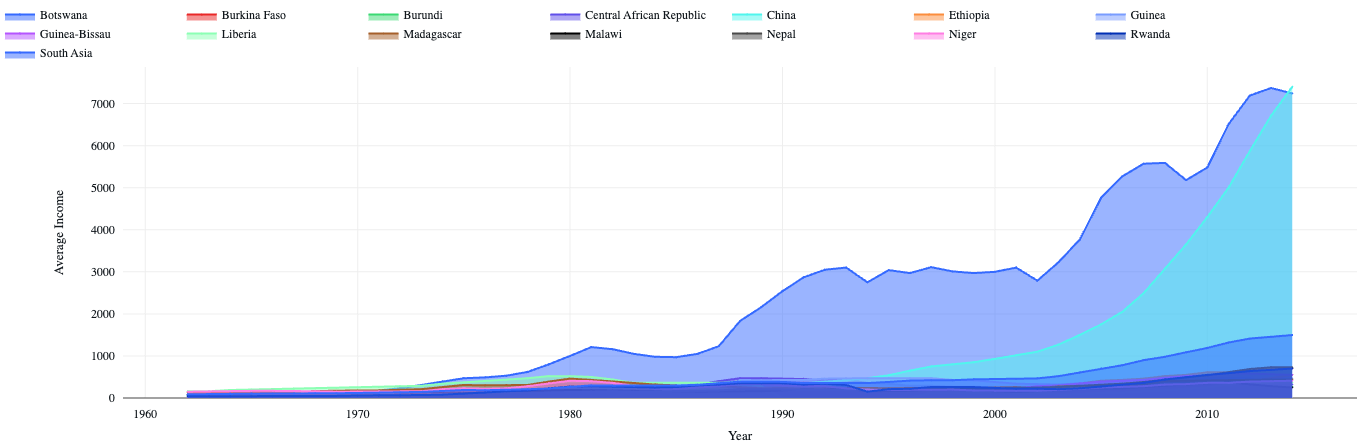 Botswana Burkina Faso Burundi Central African Republic China Ethiopia Guinea
Guinea-Bissau Liberia Madagascar Malawi Nepal Niger Rwanda
South Asia
7000
6000
5000
4000
3000
2000
1000
0
Average Income
1960 1970 1980 1990 2000 2010
Year